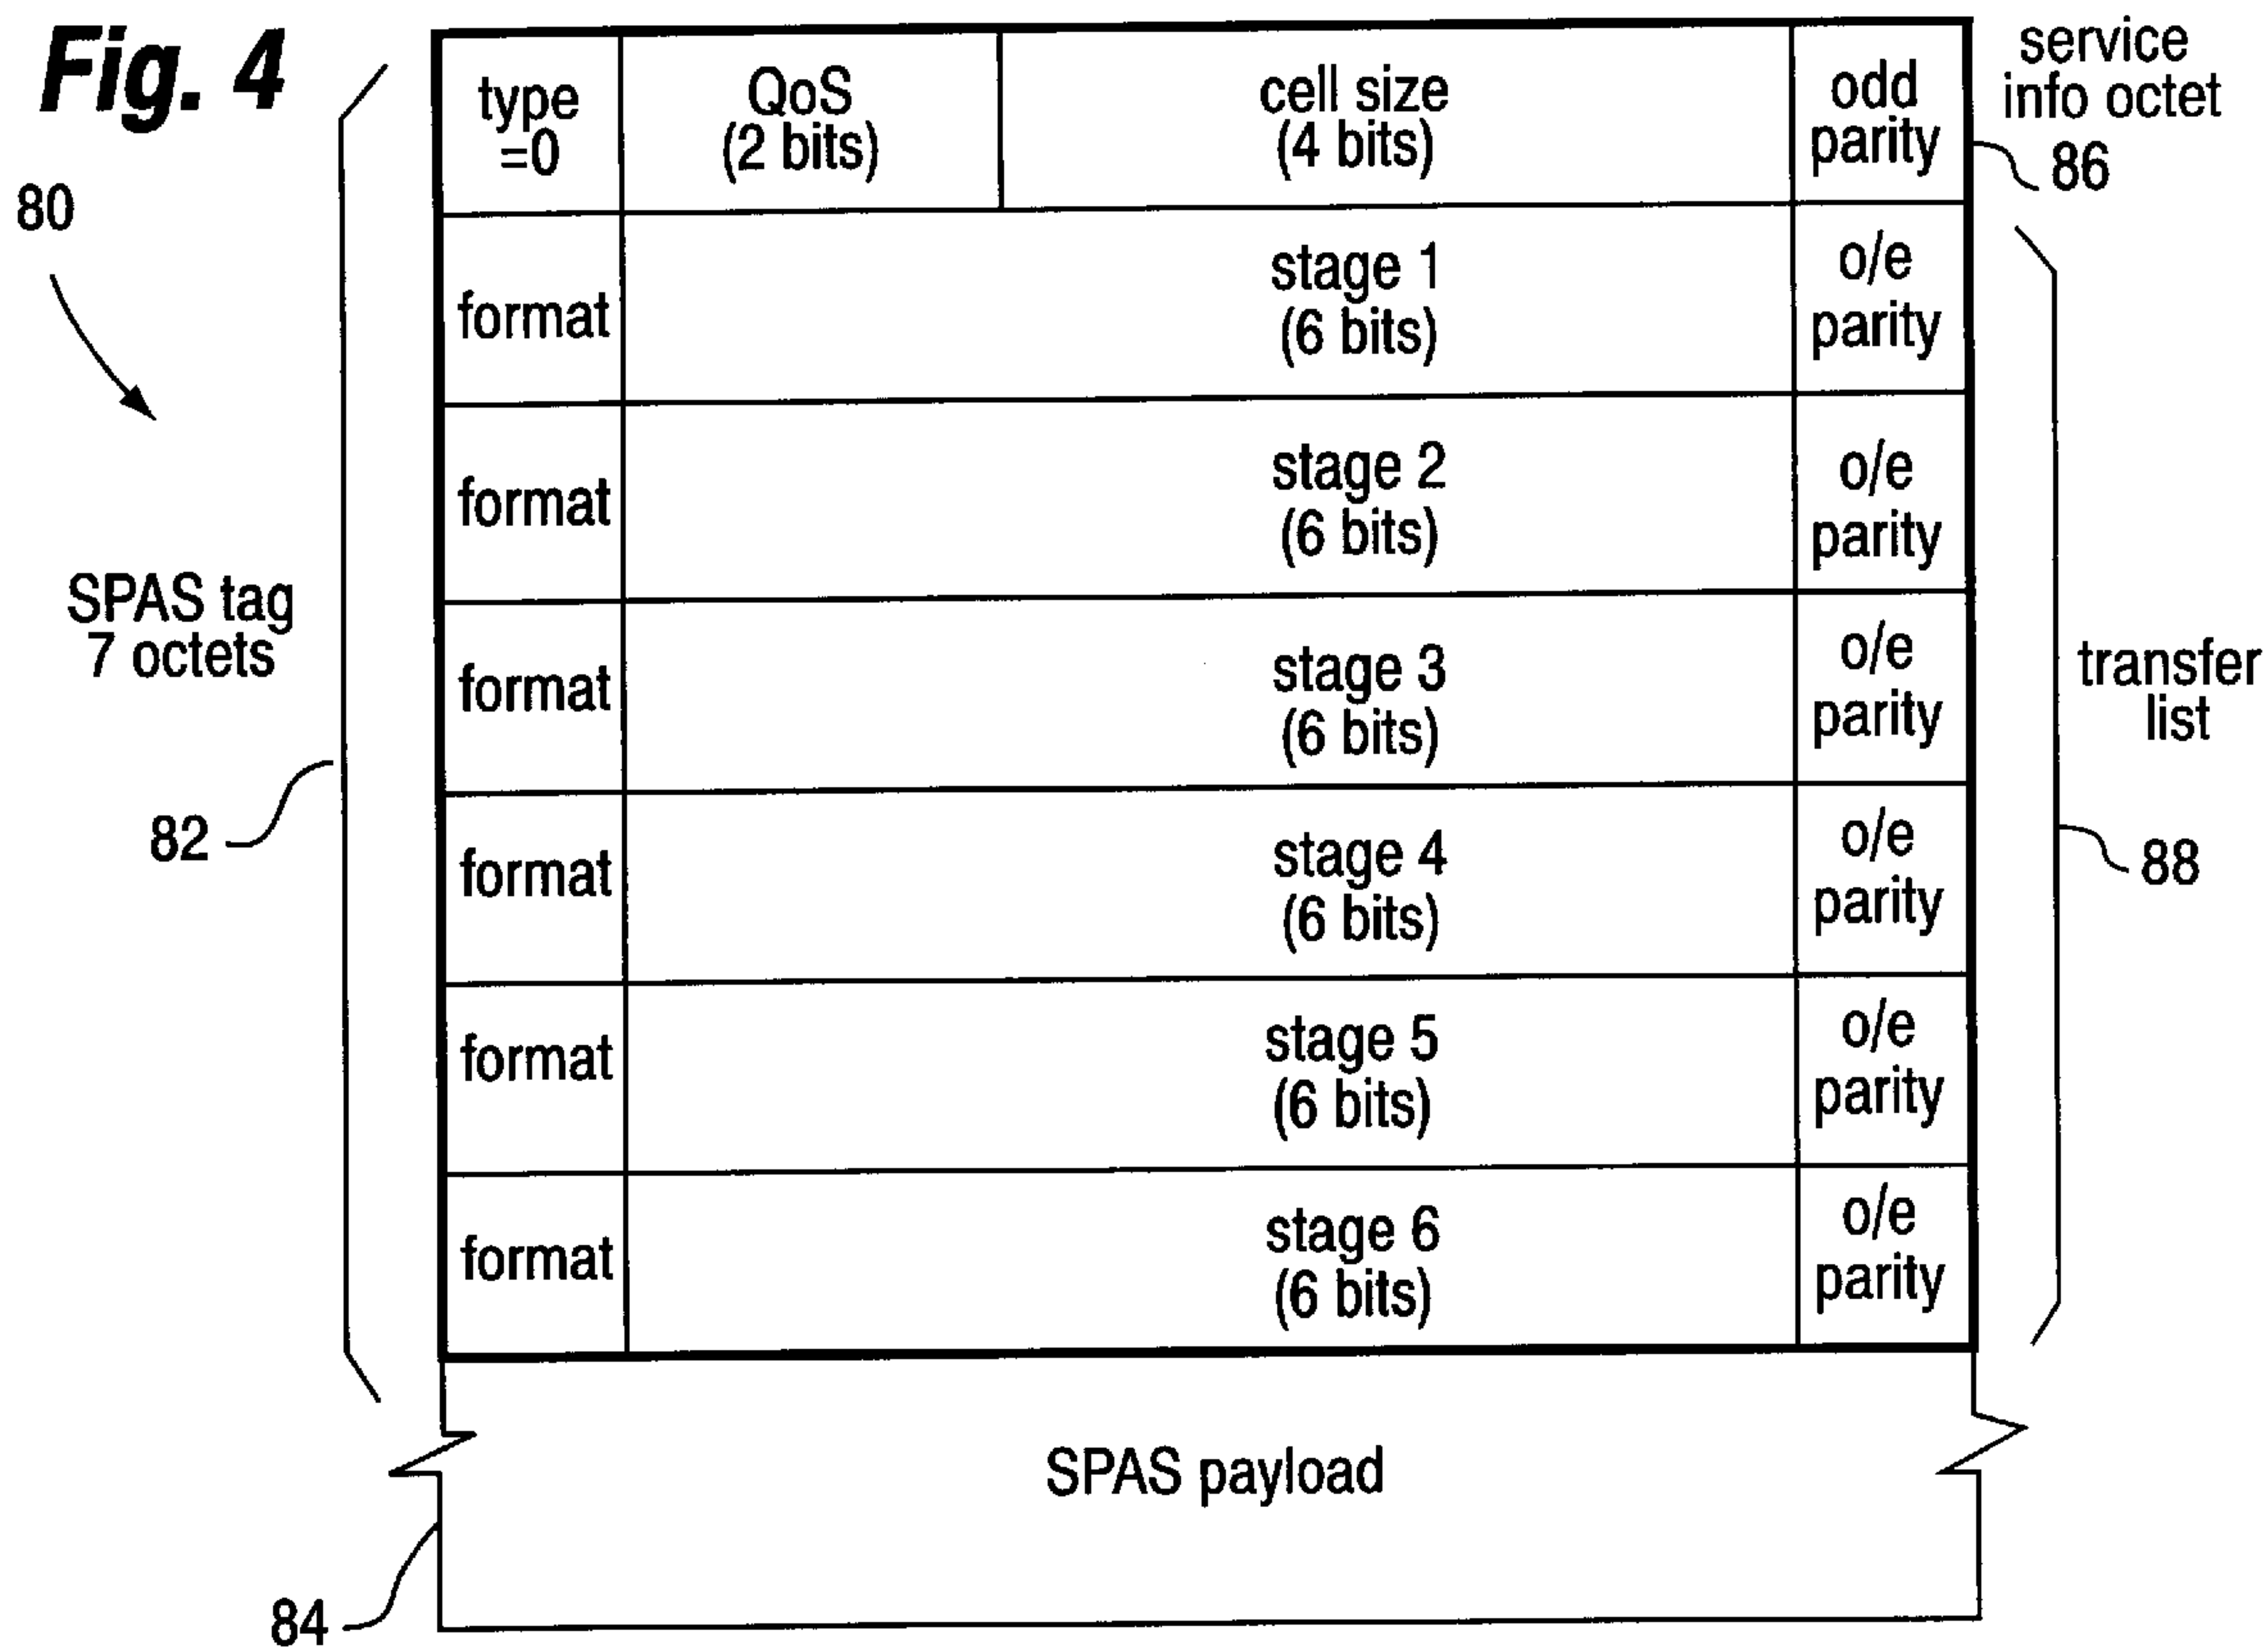 Fig. 4
80
SPAS tag
7 octets
82
84
type
=0
QoS
(2 bits)
cell size
(4 bits)
odd
parity
service
info octet
86
format
stage 1
(6 bits)
o/e
parity
format
stage 2
(6 bits)
o/e
parity
format
stage 3
(6 bits)
o/e
parity
format
stage 4
(6 bits)
o/e
parity
format
stage 5
(6 bits)
o/e
parity
format
stage 6
(6 bits)
o/e
parity
transfer
list
88
SPAS payload